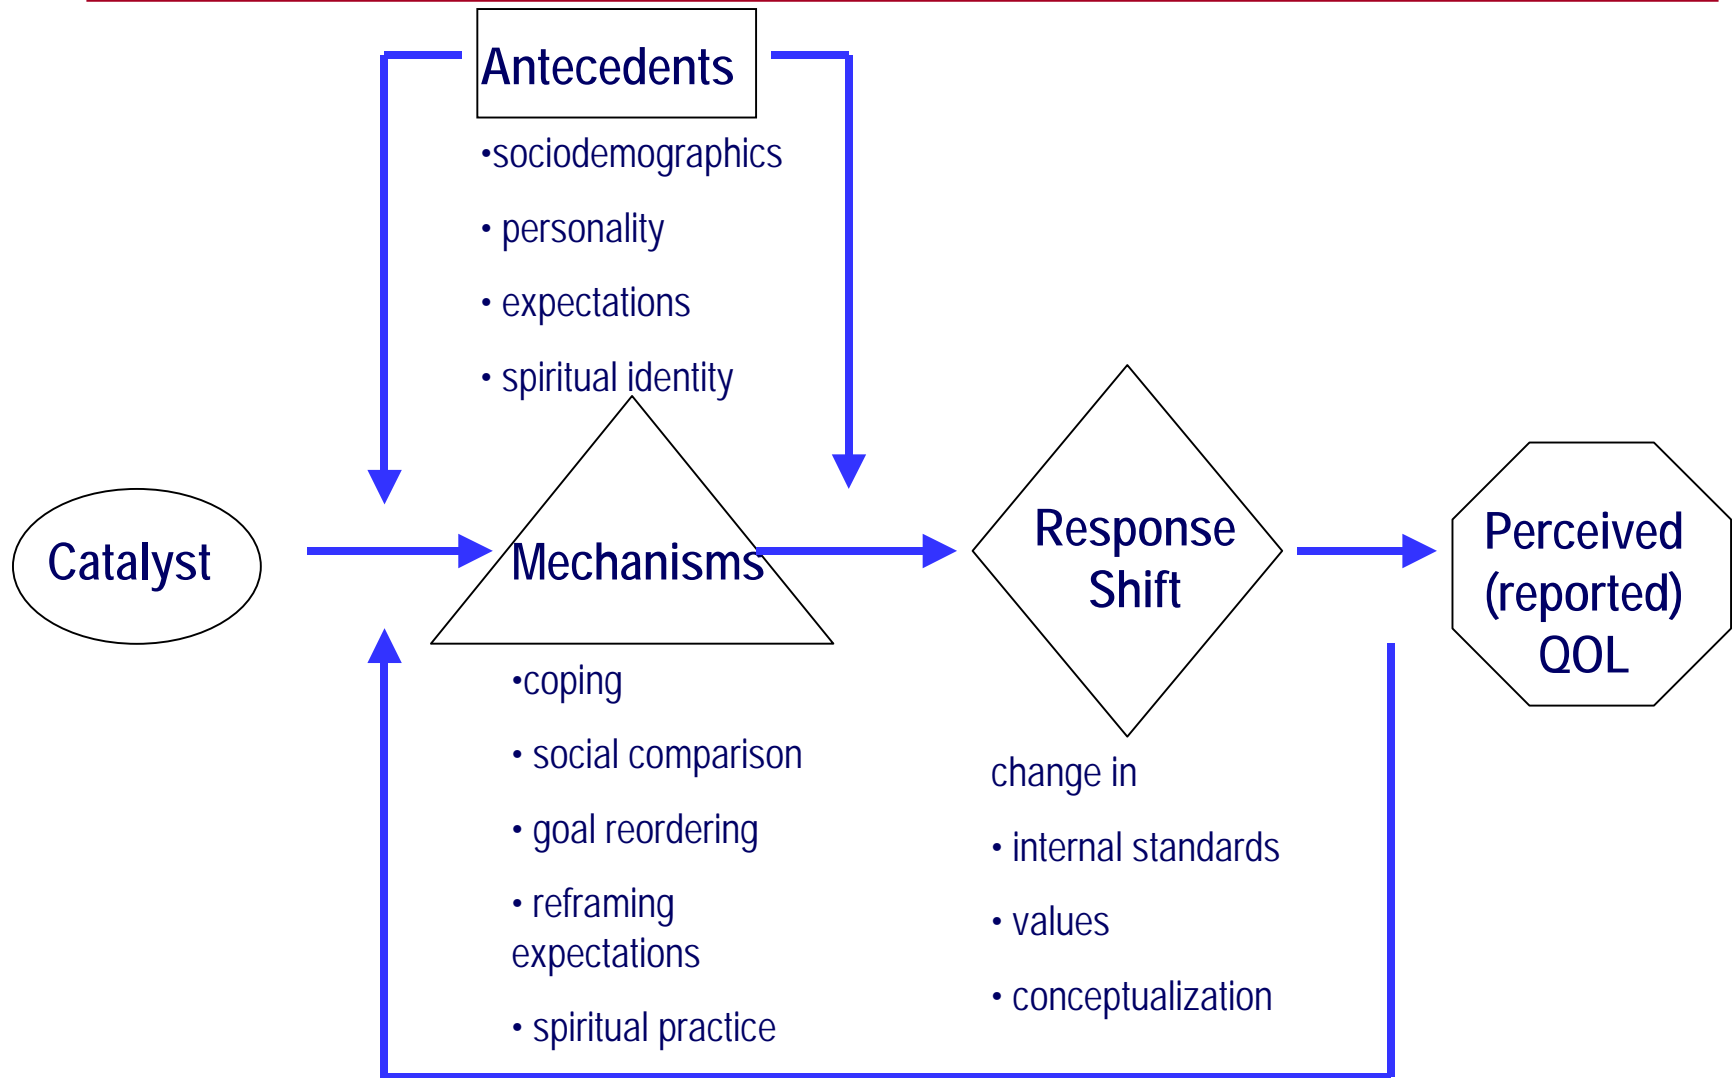 Antecedents
•sociodemographics
• personality
• expectations
• spiritual identity
Catalyst
Mechanisms
•coping
• social comparison
• goal reordering
• reframing
expectations
• spiritual practice
Response
Shift
change in
• internal standards
• values
• conceptualization
Perceived
(reported)
QOL